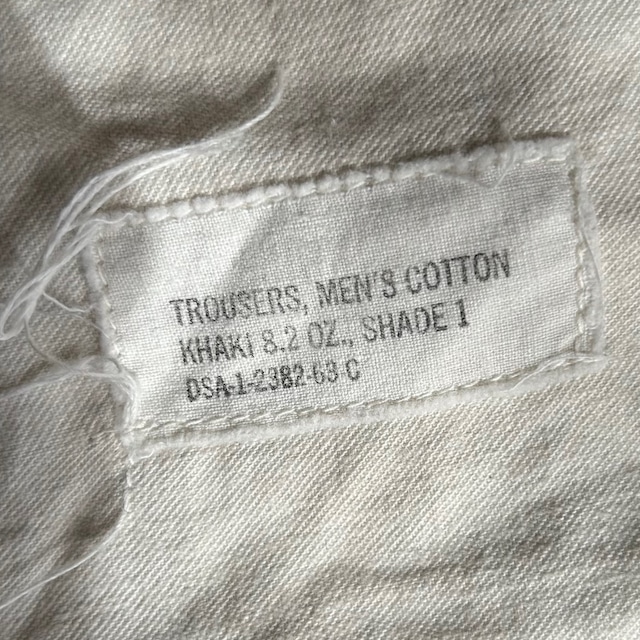 TROUSERS, MEN'S COTTON
KHAKI 8.2 OZ., SHADE 1
DSA-1-2382-63 C